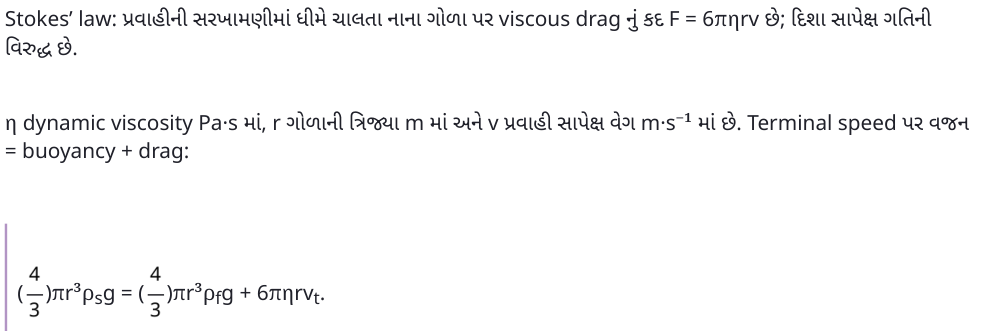 Stokes’ law: પ્રવાહીની સરખામણીમાં ધીમે ચાલતા નાના ગોળા પર viscous drag નું કદ F = 6πηrv છે; દિશા સાપેક્ષ ગતિની
વિરુદ્ધ છે.
η dynamic viscosity Pa·s માં, r ગોળાની ત્રિજ્યા m માં અને v પ્રવાહી સાપેક્ષ વેગ m·s⁻¹ માં છે. Terminal speed પર વજન
= buoyancy + drag:
(4/3)πr³ρₛg = (4/3)πr³ρfg + 6πηrvₜ.